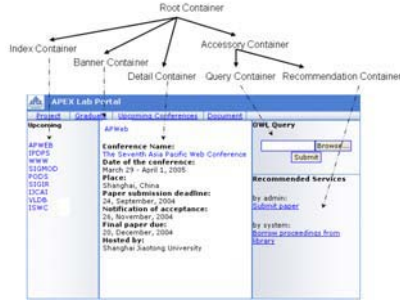 Root Container
Index Container
Accessory Container
Banner Container
Detail Container
Query Container
Recommendation Container
APEX Lab Portal
Project Graduate Upcoming Conferences Document
Upcoming
APWEB
IPDPS
WWW
SIGMOD
PODS
SIGIR
IJCAI
VLDB
ISWC
APWeb
Conference Name:
The Seventh Asia Pacific Web Conference
Date of the conference:
March 29 - April 1, 2005
Place:
Shanghai, China
Paper submission deadline:
24, September, 2004
Notification of acceptance:
26, November, 2004
Final paper due:
20, December, 2004
Hosted by:
Shanghai Jiaotong University
OWL Query
Browse...
Submit
Recommended Services
by admin:
Submit paper
by system:
Borrow proceedings from
library